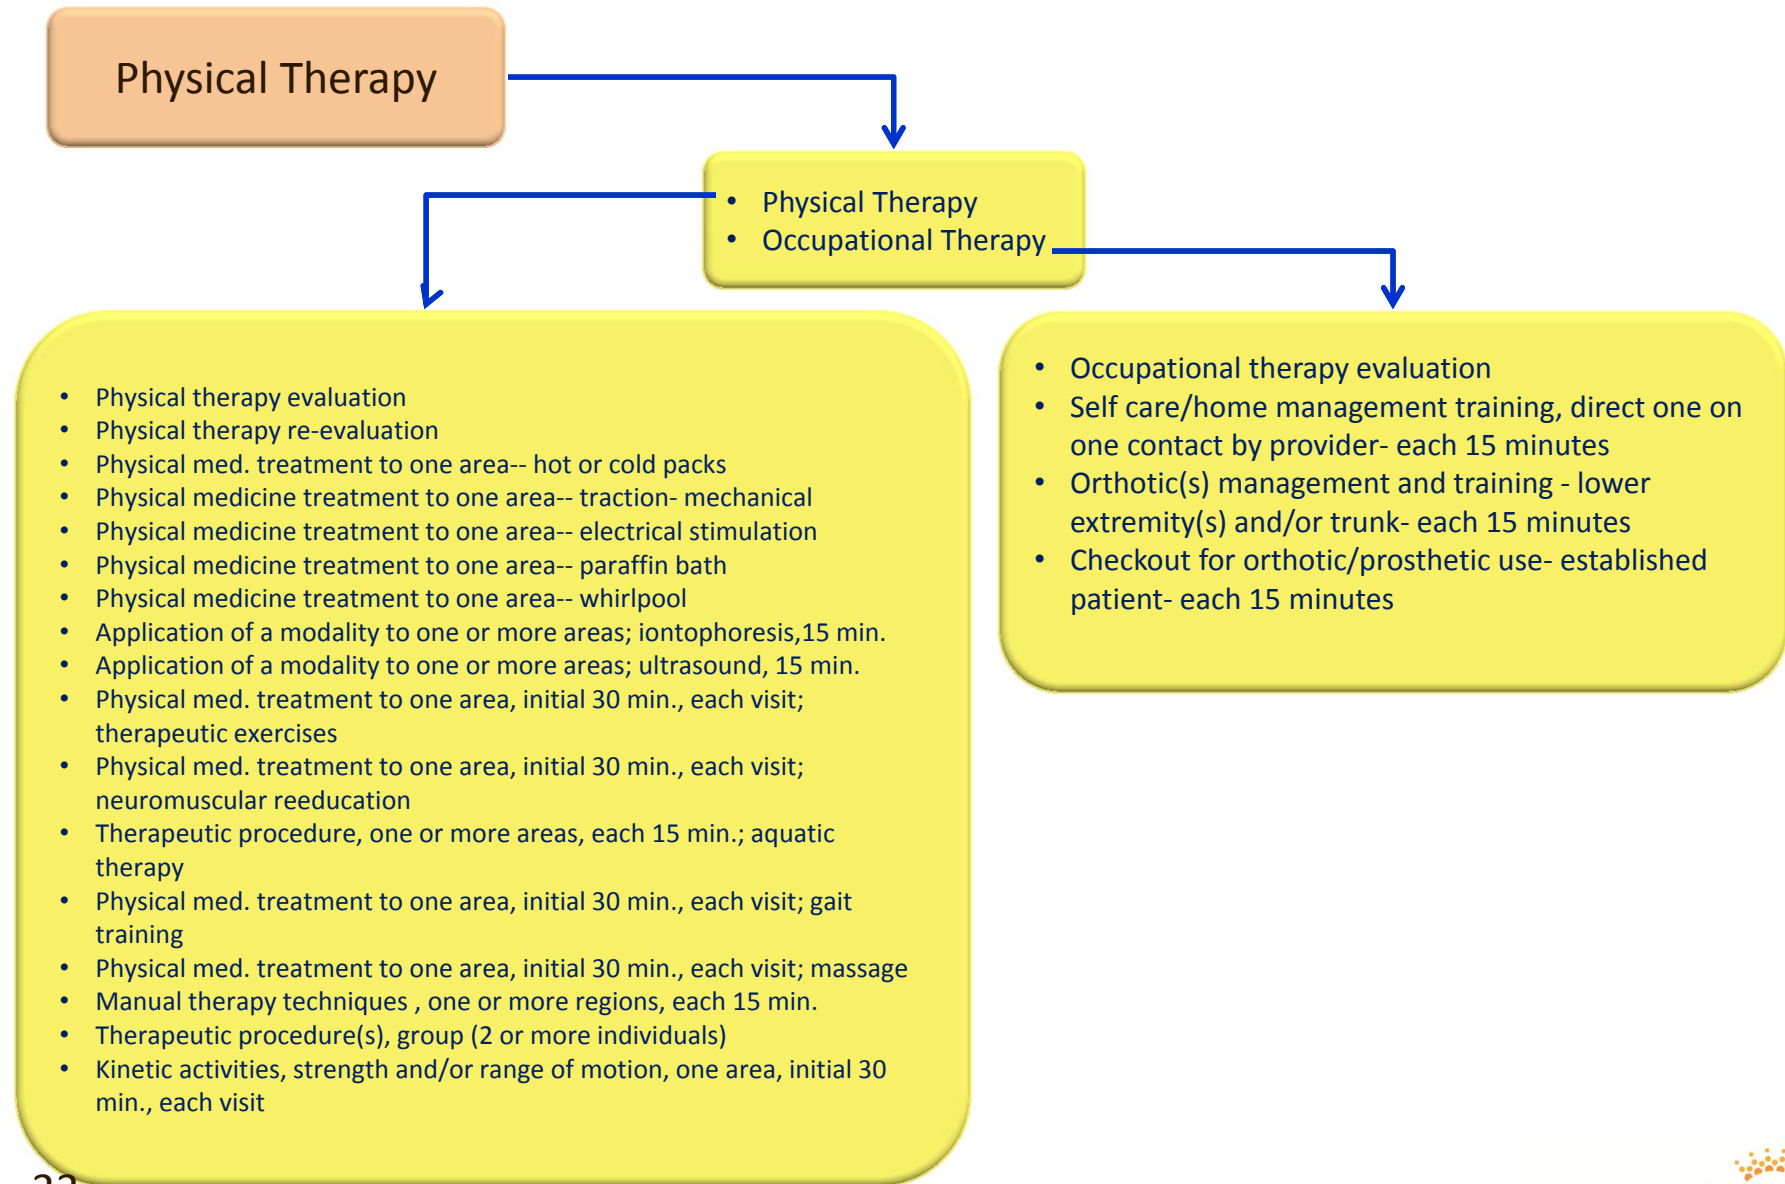 Physical Therapy
• Physical Therapy
• Occupational Therapy
• Physical therapy evaluation
• Physical therapy re-evaluation
• Physical med. treatment to one area-- hot or cold packs
• Physical medicine treatment to one area-- traction- mechanical
• Physical medicine treatment to one area-- electrical stimulation
• Physical medicine treatment to one area-- paraffin bath
• Physical medicine treatment to one area-- whirlpool
• Application of a modality to one or more areas; iontophoresis,15 min.
• Application of a modality to one or more areas; ultrasound, 15 min.
• Physical med. treatment to one area, initial 30 min., each visit;
therapeutic exercises
• Physical med. treatment to one area, initial 30 min., each visit;
neuromuscular reeducation
• Therapeutic procedure, one or more areas, each 15 min.; aquatic
therapy
• Physical med. treatment to one area, initial 30 min., each visit; gait
training
• Physical med. treatment to one area, initial 30 min., each visit; massage
• Manual therapy techniques , one or more regions, each 15 min.
• Therapeutic procedure(s), group (2 or more individuals)
• Kinetic activities, strength and/or range of motion, one area, initial 30
min., each visit
• Occupational therapy evaluation
• Self care/home management training, direct one on
one contact by provider- each 15 minutes
• Orthotic(s) management and training - lower
extremity(s) and/or trunk- each 15 minutes
• Checkout for orthotic/prosthetic use- established
patient- each 15 minutes